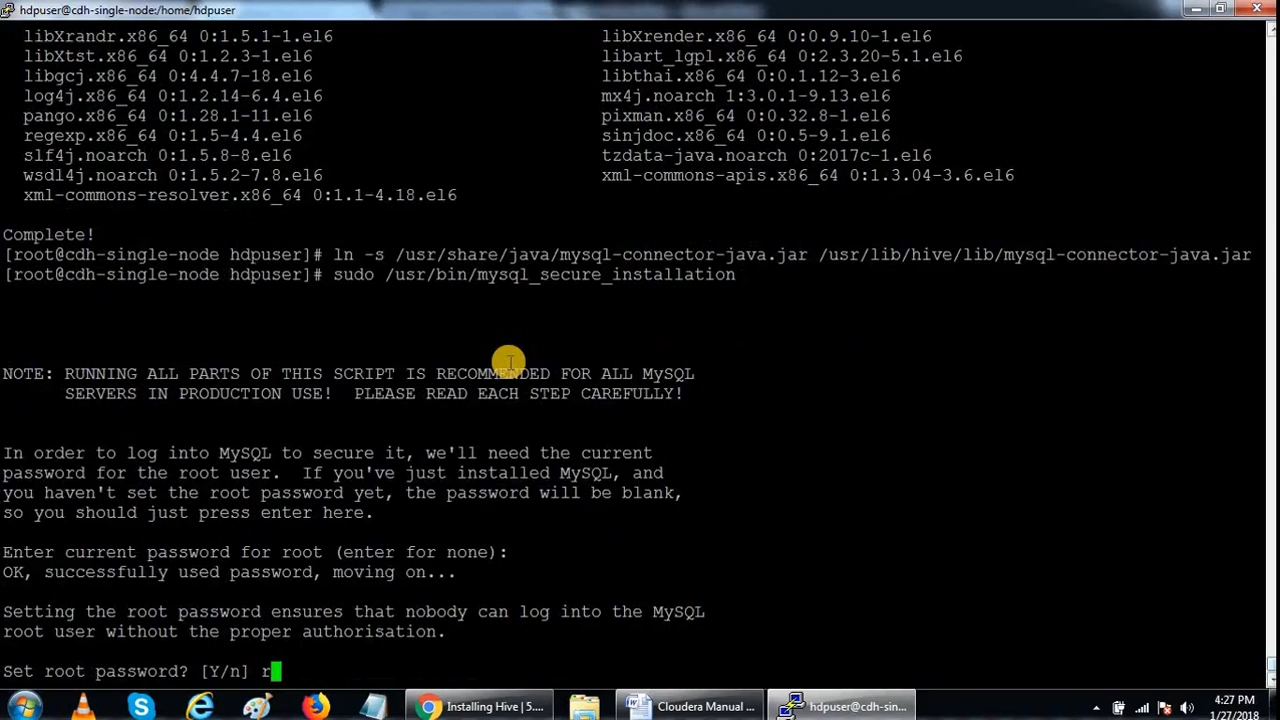 hdpuser@cdh-single-node:/home/hdpuser
libXrandr.x86_64 0:1.5.1-1.el6 libXrender.x86_64 0:0.9.10-1.el6
libXtst.x86_64 0:1.2.3-1.el6 libart_lgpl.x86_64 0:2.3.20-5.1.el6
libgcj.x86_64 0:4.4.7-18.el6 libthai.x86_64 0:0.1.12-3.el6
log4j.x86_64 0:1.2.14-6.4.el6 mx4j.noarch 1:3.0.1-9.13.el6
pango.x86_64 0:1.28.1-11.el6 pixman.x86_64 0:0.32.8-1.el6
regexp.x86_64 0:1.5-4.4.el6 sinjdoc.x86_64 0:0.5-9.1.el6
slf4j.noarch 0:1.5.8-8.el6 tzdata-java.noarch 0:2017c-1.el6
wsdl4j.noarch 0:1.5.2-7.8.el6 xml-commons-apis.x86_64 0:1.3.04-3.6.el6
xml-commons-resolver.x86_64 0:1.1-4.18.el6
Complete!
[root@cdh-single-node hdpuser]# ln -s /usr/share/java/mysql-connector-java.jar /usr/lib/hive/lib/mysql-connector-java.jar
[root@cdh-single-node hdpuser]# sudo /usr/bin/mysql_secure_installation
NOTE: RUNNING ALL PARTS OF THIS SCRIPT IS RECOMMENDED FOR ALL MySQL
SERVERS IN PRODUCTION USE! PLEASE READ EACH STEP CAREFULLY!
In order to log into MySQL to secure it, we'll need the current
password for the root user. If you've just installed MySQL, and
you haven't set the root password yet, the password will be blank,
so you should just press enter here.
Enter current password for root (enter for none):
OK, successfully used password, moving on...
Setting the root password ensures that nobody can log into the MySQL
root user without the proper authorisation.
Set root password? [Y/n] r
Installing Hive | 5.... Cloudera Manual ... hdpuser@cdh-sin... 4:27 PM
1/27/2018